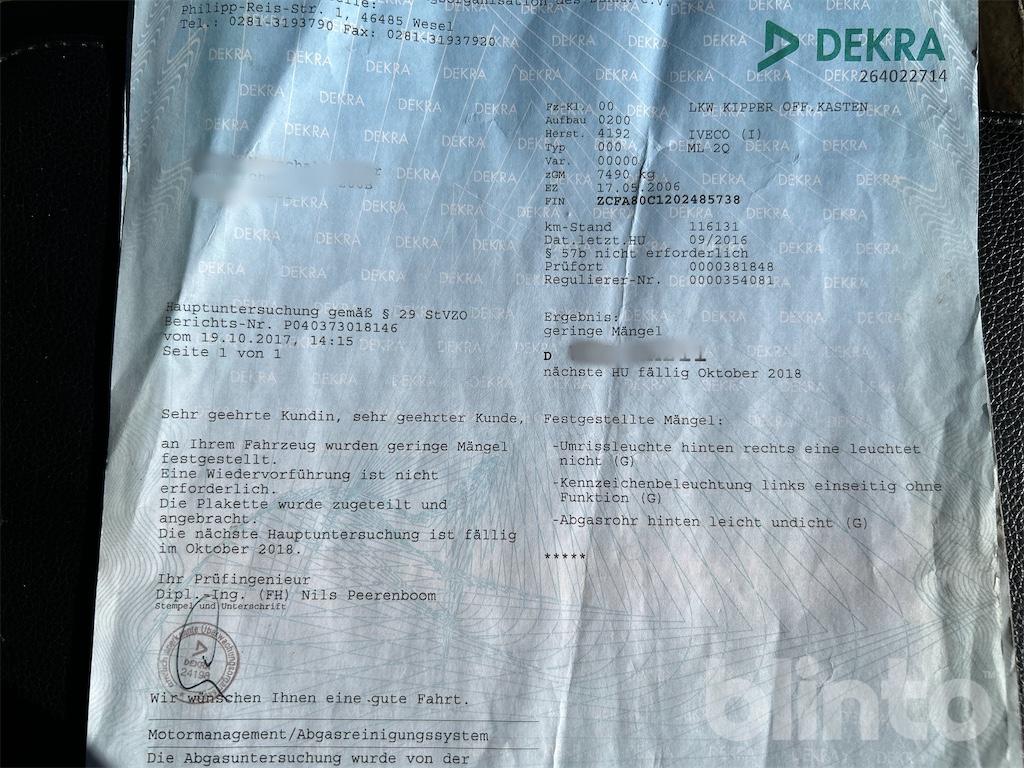 Philipp-Reis-Str. 1, 46485 Wesel
Tel.: 0281-3193790 Fax: 0281-31937920
DEKRA
264022714
Fz-Kl. 00 LKW KIPPER OFF.KASTEN
Aufbau 0200
Herst. 4192 IVECO (I)
Typ 000 ML 2Q
Var. 00000
zGM 7490 kg
EZ 17.05.2006
FIN ZCFA80C1202485738
km-Stand 116131
Dat.letzt.HU 09/2016
§ 57b nicht erforderlich
Prüfort 0000381848
Regulierer-Nr. 0000354081
Hauptuntersuchung gemäß § 29 StVZO
Berichts-Nr. P040373018146
vom 19.10.2017, 14:15
Seite 1 von 1
Ergebnis:
geringe Mängel
D
nächste HU fällig Oktober 2018
Sehr geehrte Kundin, sehr geehrter Kunde,
an Ihrem Fahrzeug wurden geringe Mängel
festgestellt.
Eine Wiedervorführung ist nicht
erforderlich.
Die Plakette wurde zugeteilt und
angebracht.
Die nächste Hauptuntersuchung ist fällig
im Oktober 2018.
Ihr Prüfingenieur
Dipl.-Ing. (FH) Nils Peerenboom
Stempel und Unterschrift
DEKRA
24198
Wir wünschen Ihnen eine gute Fahrt.
Motormanagement/Abgasreinigungssystem
Die Abgasuntersuchung wurde von der
Festgestellte Mängel:
-Umrissleuchte hinten rechts eine leuchtet
nicht (G)
-Kennzeichenbeleuchtung links einseitig ohne
Funktion (G)
-Abgasrohr hinten leicht undicht (G)
*****
blinto